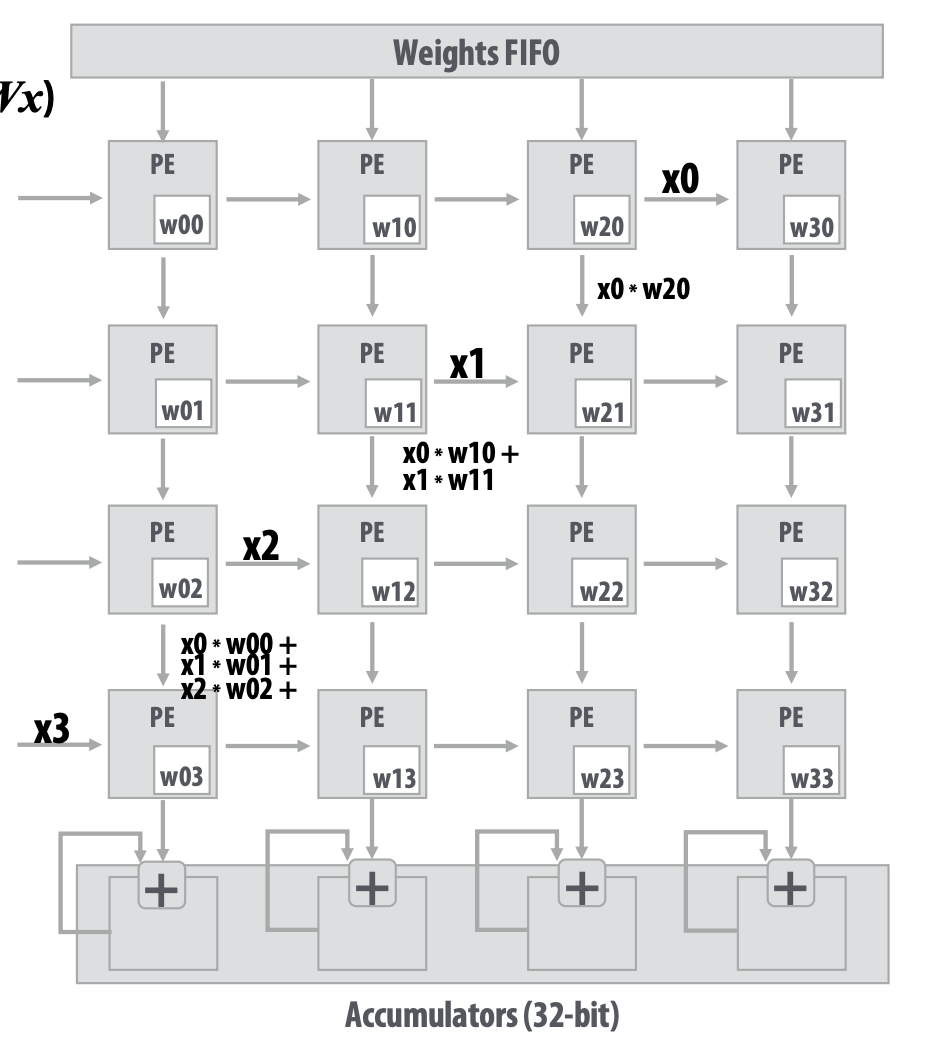 Weights FIFO
Wx)
PE PE PE x0 PE
w00 w10 w20 w30
x0 * w20
PE PE x1 PE PE
w01 w11 w21 w31
x0 * w10 +
x1 * w11
PE x2 PE PE PE
w02 w12 w22 w32
x0 * w00 +
x1 * w01 +
x2 * w02 +
x3 PE PE PE PE
w03 w13 w23 w33
+ + + +
Accumulators (32-bit)